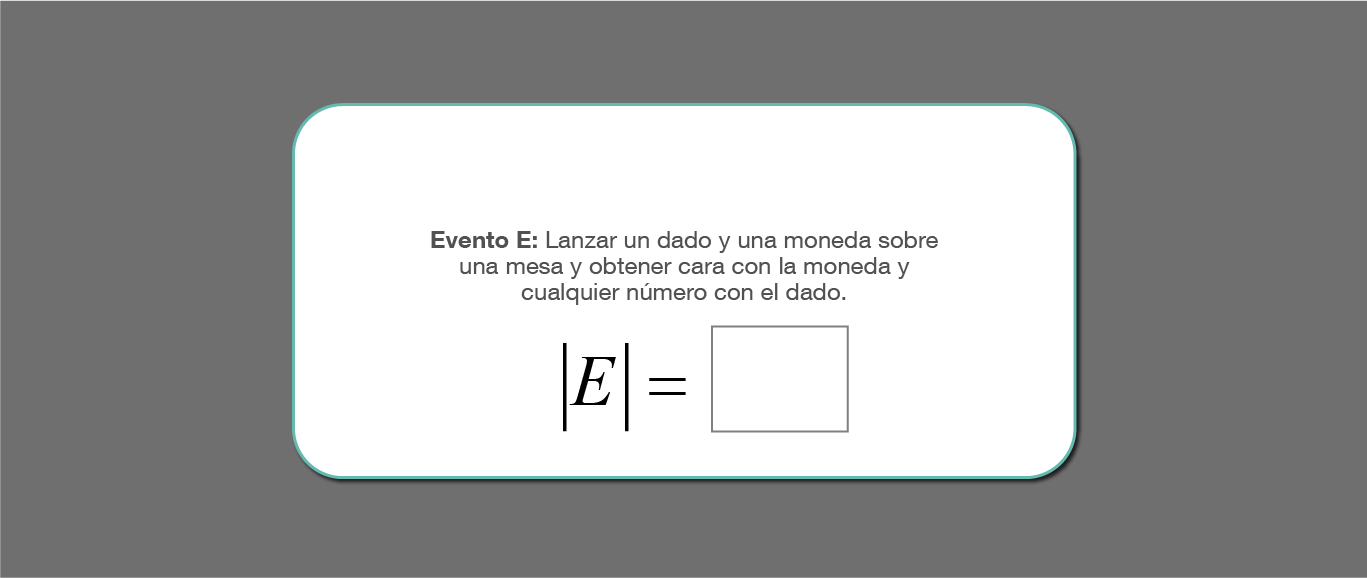 Evento E: Lanzar un dado y una moneda sobre
una mesa y obtener cara con la moneda y
cualquier número con el dado.
|E| =